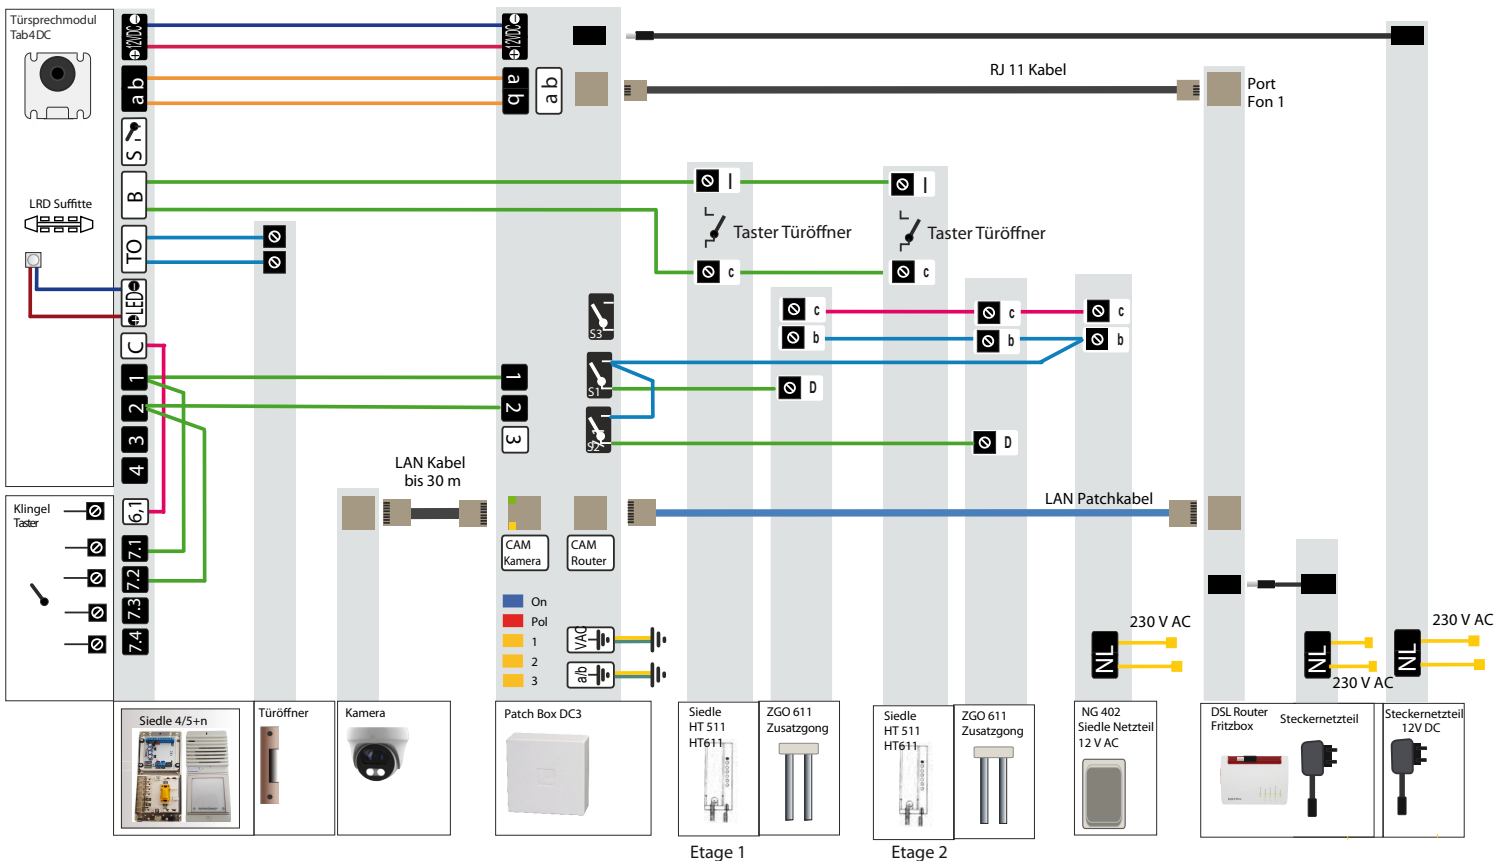 Türsprechmodul
Tab4DC
12VDC
a b
S
B
TO
LED
C
1
2
3
4
6,1
7.1
7.2
7.3
7.4
LRD Suffitte
Klingel
Taster
12VDC
a
b
a b
RJ 11 Kabel
Port
Fon 1
I
Taster Türöffner
c
I
Taster Türöffner
c
S3
S1
S2
1
2
3
c
b
D
c
b
D
c
b
LAN Kabel
bis 30 m
LAN Patchkabel
CAM
Kamera
CAM
Router
On
Pol
1
2
3
VAC
a/b
NL
230 V AC
NL
230 V AC
NL
230 V AC
Siedle 4/5+n
Türöffner
Kamera
Patch Box DC3
Siedle
HT 511
HT611
ZGO 611
Zusatzgong
Siedle
HT 511
HT611
ZGO 611
Zusatzgong
NG 402
Siedle Netzteil
12 V AC
DSL Router
Fritzbox
Steckernetzteil
Steckernetzteil
12V DC
Etage 1
Etage 2